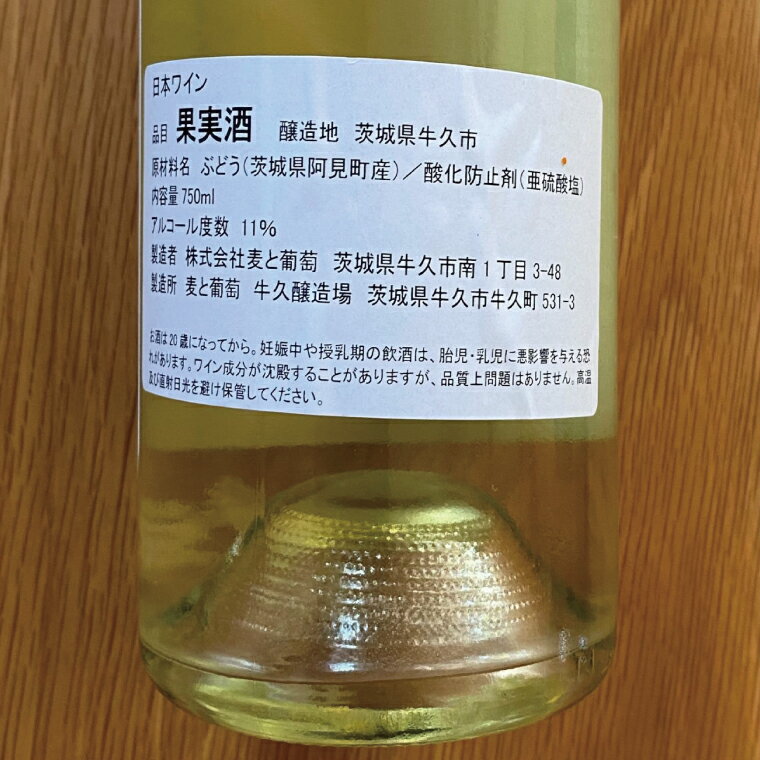 日本ワイン
品目 果実酒 醸造地 茨城県牛久市
原材料名 ぶどう(茨城県阿見町産)/酸化防止剤(亜硫酸塩)
内容量750ml
アルコール度数 11%
製造者 株式会社麦と葡萄 茨城県牛久市南1丁目3-48
製造所 麦と葡萄 牛久醸造場 茨城県牛久市牛久町531-3
お酒は20歳になってから。妊娠中や授乳期の飲酒は、胎児・乳児に悪影響を与える恐
れがあります。ワイン成分が沈殿することがありますが、品質上問題はありません。高温
及び直射日光を避け保管してください。